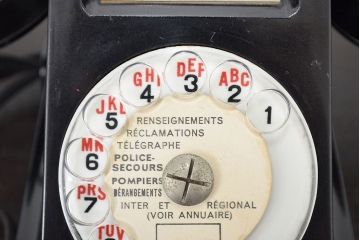 GH
4
DEF
3
ABC
2
1
JKL
5
MN
6
PRS
7
TUV
RENSEIGNEMENTS
RÉCLAMATIONS
TÉLÉGRAPHE
POLICE-
SECOURS
POMPIERS
DÉRANGEMENTS
INTER ET RÉGIONAL
(VOIR ANNUAIRE)